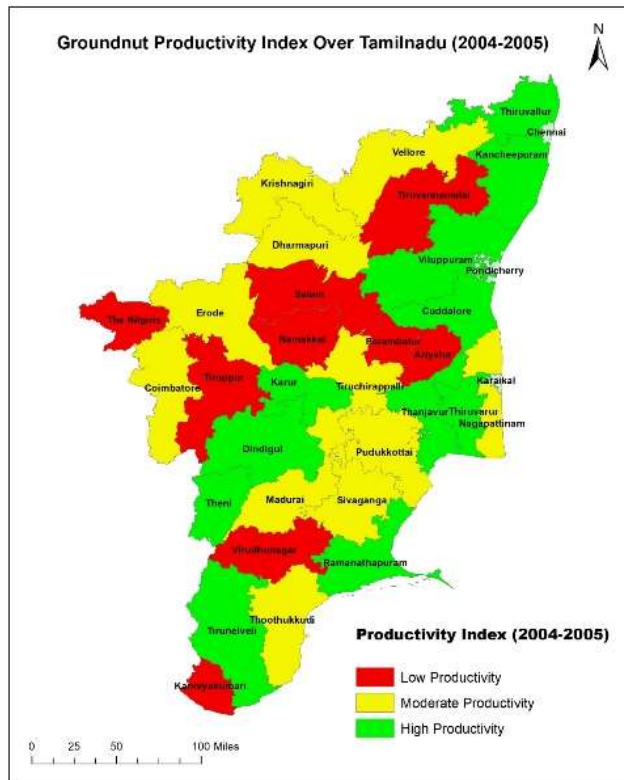 Groundnut Productivity Index Over Tamilnadu (2004-2005)
N
Thiruvallur
Chennai
Kancheepuram
Vellore
Krishnagiri
Tiruvannamalai
Dharmapuri
Viluppuram
Pondicherry
Salem
Cuddalore
Erode
The Nilgiris
Namakkal
Perambalur
Ariyalur
Tiruppur
Karur
Tiruchirappalli
Karaikal
Coimbatore
Thanjavur
Thiruvarur
Nagapattinam
Dindigul
Pudukkottai
Theni
Madurai
Sivaganga
Virudhunagar
Ramanathapuram
Thoothukkudi
Tirunelveli
Kanniyakumari
Productivity Index (2004-2005)
Low Productivity
Moderate Productivity
High Productivity
0 25 50 100 Miles